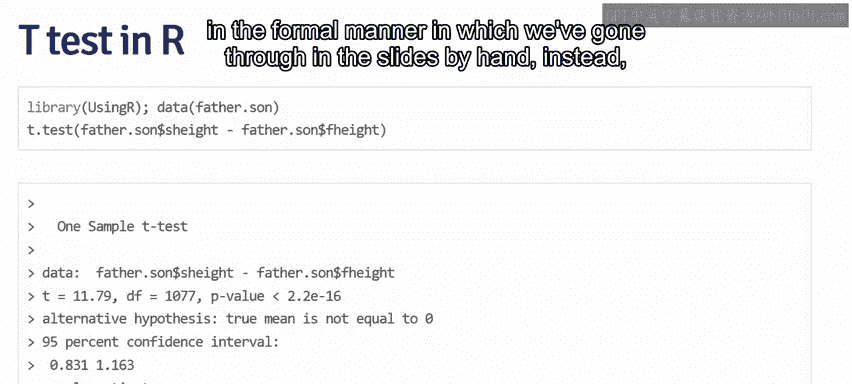 T test in R
in the formal manner in which we've gone
through in the slides by hand, instead,
library(UsingR); data(father.son)
t.test(father.son$sheight - father.son$fheight)
>
> One Sample t-test
>
> data: father.son$sheight - father.son$fheight
> t = 11.79, df = 1077, p-value < 2.2e-16
> alternative hypothesis: true mean is not equal to 0
> 95 percent confidence interval:
> 0.831 1.163